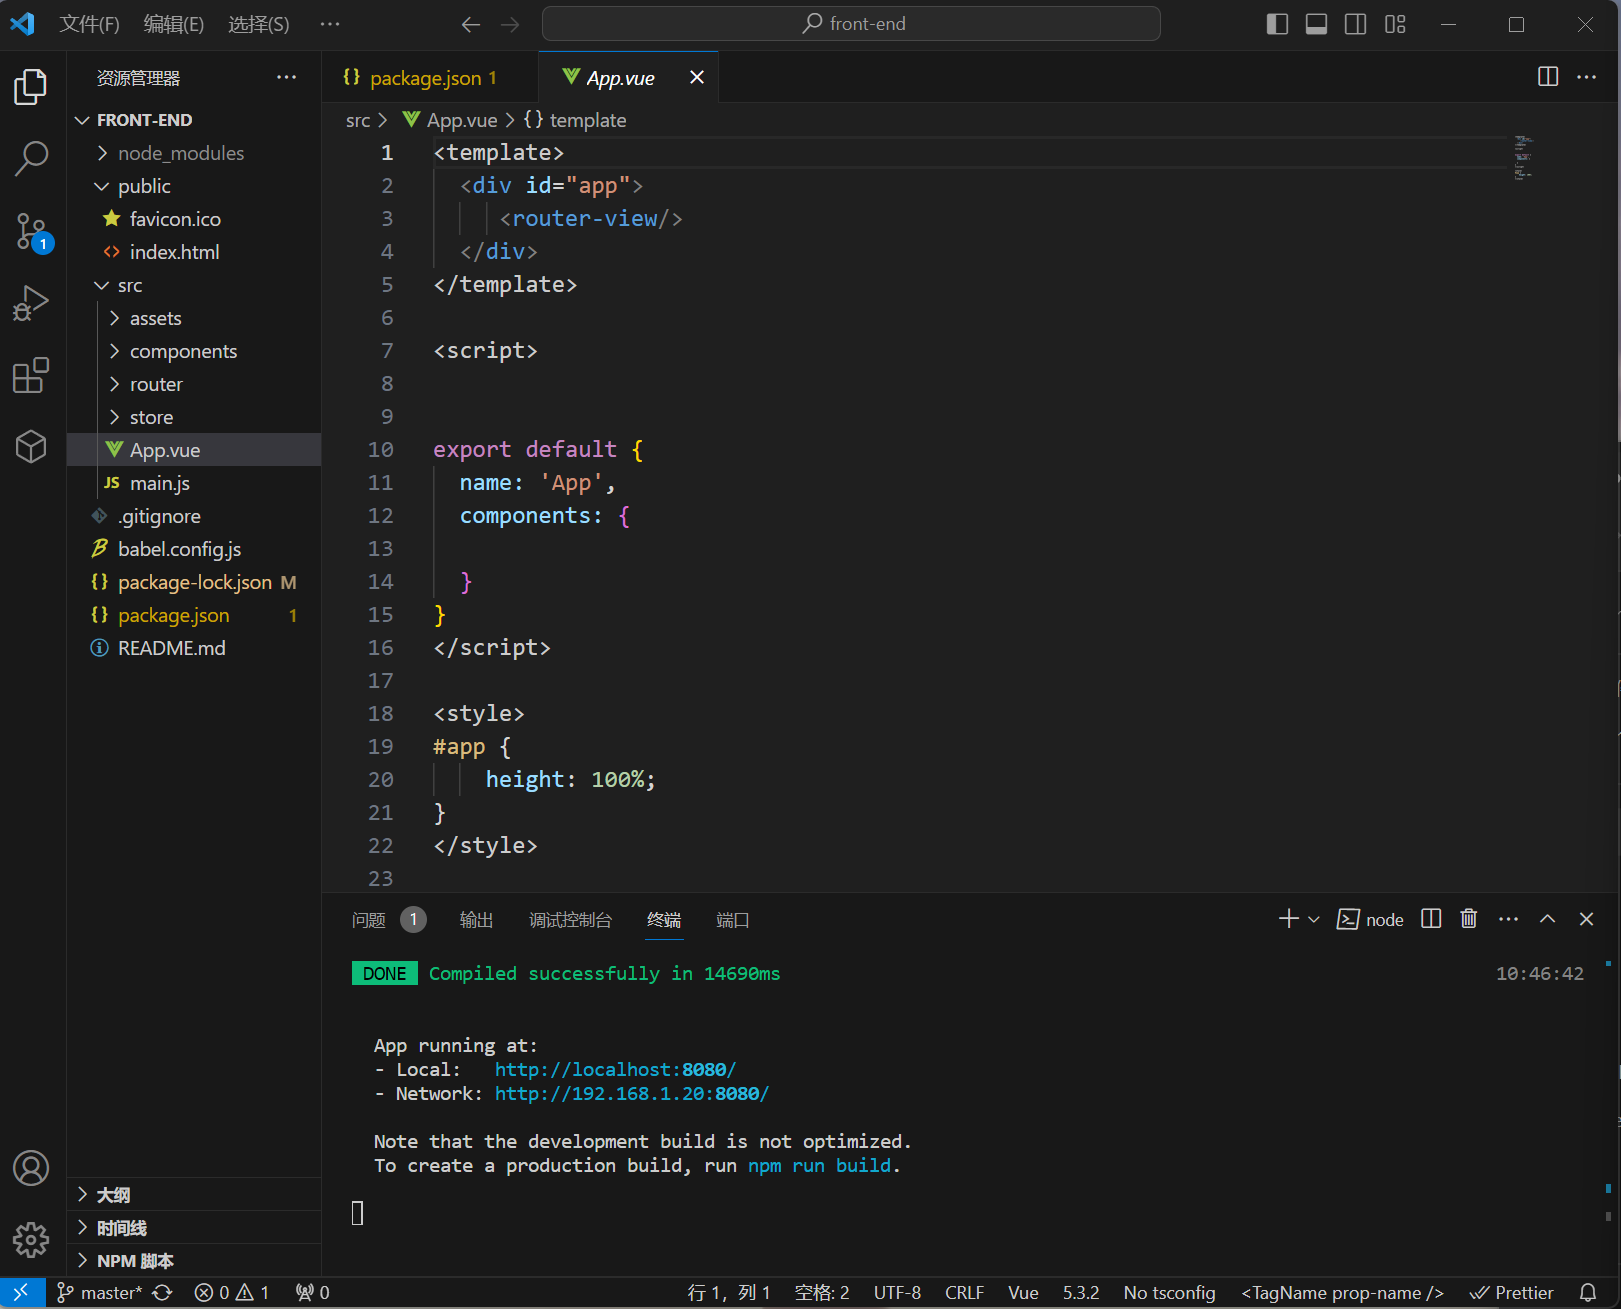 文件(F) 编辑(E) 选择(S) ··· front-end
资源管理器 ···
FRONT-END
node_modules
public
favicon.ico
index.html
src
assets
components
router
store
App.vue
JS main.js
.gitignore
babel.config.js
{} package-lock.json M
{} package.json 1
README.md
大纲
时间线
NPM 脚本
1
{} package.json 1
App.vue
src > App.vue > {} template
1 <template>
2 <div id="app">
3 <router-view/>
4 </div>
5 </template>
6
7 <script>
8
9
10 export default {
11 name: 'App',
12 components: {
13
14 }
15 }
16 </script>
17
18 <style>
19 #app {
20 height: 100%;
21 }
22 </style>
23
问题 1 输出 调试控制台 终端 端口 node
DONE Compiled successfully in 14690ms 10:46:42
App running at:
- Local: http://localhost:8080/
- Network: http://192.168.1.20:8080/
Note that the development build is not optimized.
To create a production build, run npm run build.
master* 0 1 0 行 1，列 1 空格: 2 UTF-8 CRLF Vue 5.3.2 No tsconfig <TagName prop-name /> Prettier